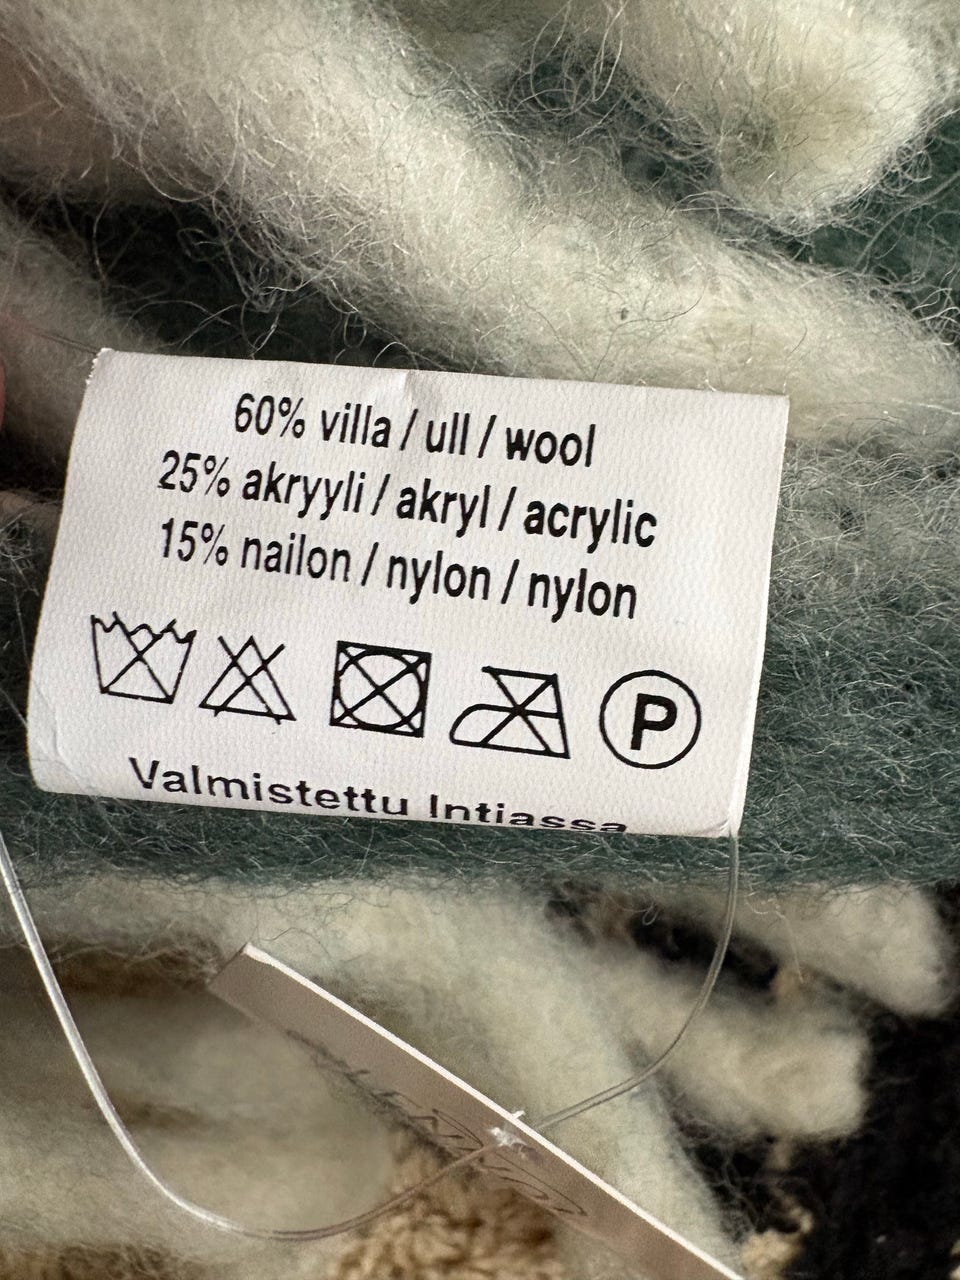 60% villa / ull / wool
25% akryyli / akryl / acrylic
15% nailon / nylon / nylon
P
Valmistettu Intiassa